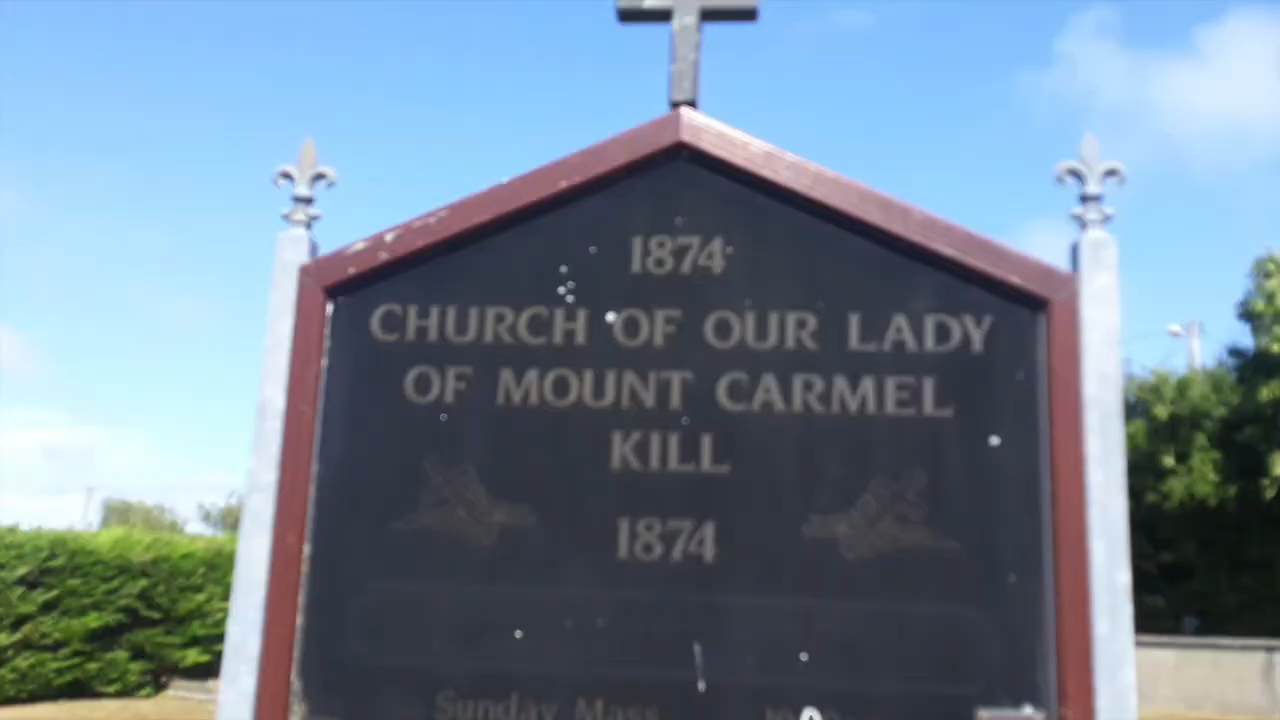 1874
CHURCH OF OUR LADY
OF MOUNT CARMEL
KILL
1874
Sunday Mass